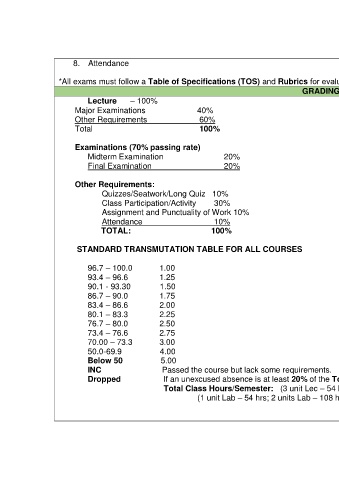 8. Attendance
*All exams must follow a Table of Specifications (TOS) and Rubrics for evalu
GRADING
Lecture – 100%
Major Examinations 40%
Other Requirements 60%
Total 100%
Examinations (70% passing rate)
Midterm Examination 20%
Final Examination 20%
Other Requirements:
Quizzes/Seatwork/Long Quiz 10%
Class Participation/Activity 30%
Assignment and Punctuality of Work 10%
Attendance 10%
TOTAL: 100%
STANDARD TRANSMUTATION TABLE FOR ALL COURSES
96.7 – 100.0 1.00
93.4 – 96.6 1.25
90.1 - 93.30 1.50
86.7 – 90.0 1.75
83.4 – 86.6 2.00
80.1 – 83.3 2.25
76.7 – 80.0 2.50
73.4 – 76.6 2.75
70.00 – 73.3 3.00
50.0-69.9 4.00
Below 50 5.00
INC Passed the course but lack some requirements.
Dropped If an unexcused absence is at least 20% of the To
Total Class Hours/Semester: (3 unit Lec – 54
(1 unit Lab – 54 hrs; 2 units Lab – 108 h